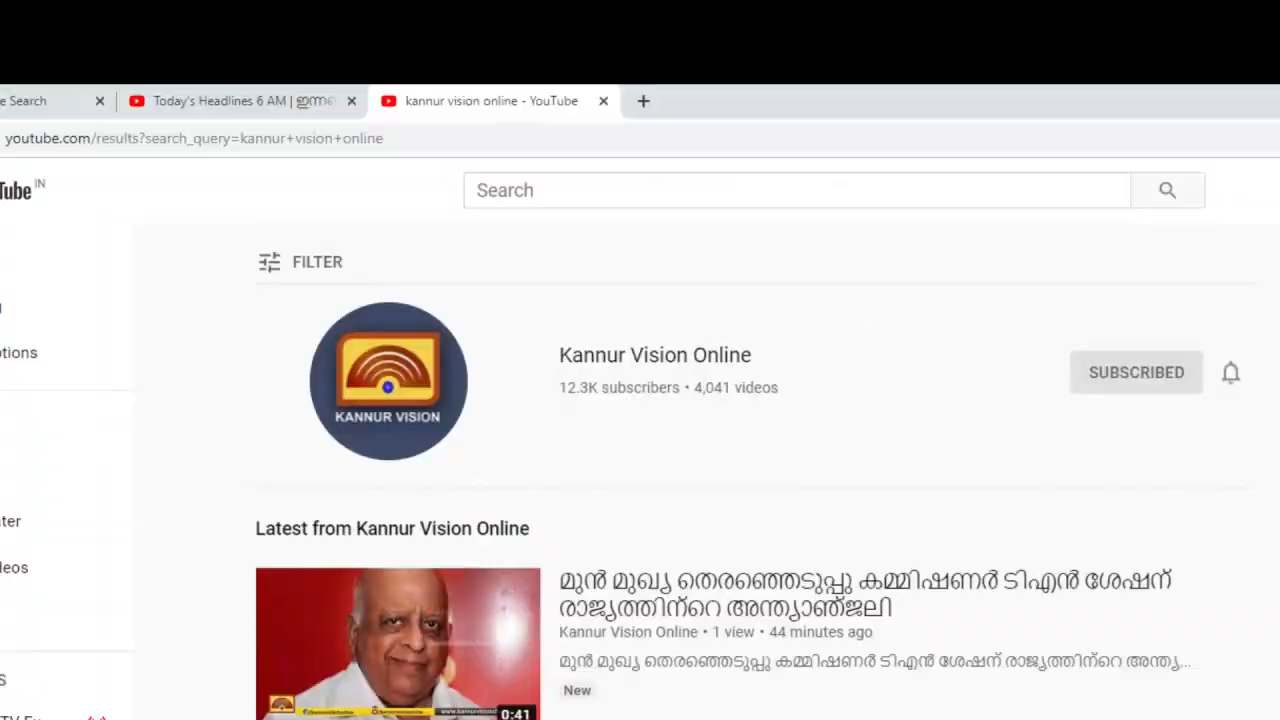 e Search
Today's Headlines 6 AM | ഇന്ന
kannur vision online - YouTube
youtube.com/results?search_query=kannur+vision+online
Tube IN
Search
FILTER
KANNUR VISION
Kannur Vision Online
12.3K subscribers • 4,041 videos
SUBSCRIBED
tions
ter
leos
Latest from Kannur Vision Online
മുൻ മുഖ്യ തെരഞ്ഞെടുപ്പു കമ്മിഷണർ ടിഎൻ ശേഷന്
രാജ്യത്തിന്റെ അന്ത്യാഞ്ജലി
Kannur Vision Online • 1 view • 44 minutes ago
മുൻ മുഖ്യ തെരഞ്ഞെടുപ്പു കമ്മിഷണർ ടിഎൻ ശേഷന് രാജ്യത്തിന്റെ അന്ത്യ...
New
0:41
S